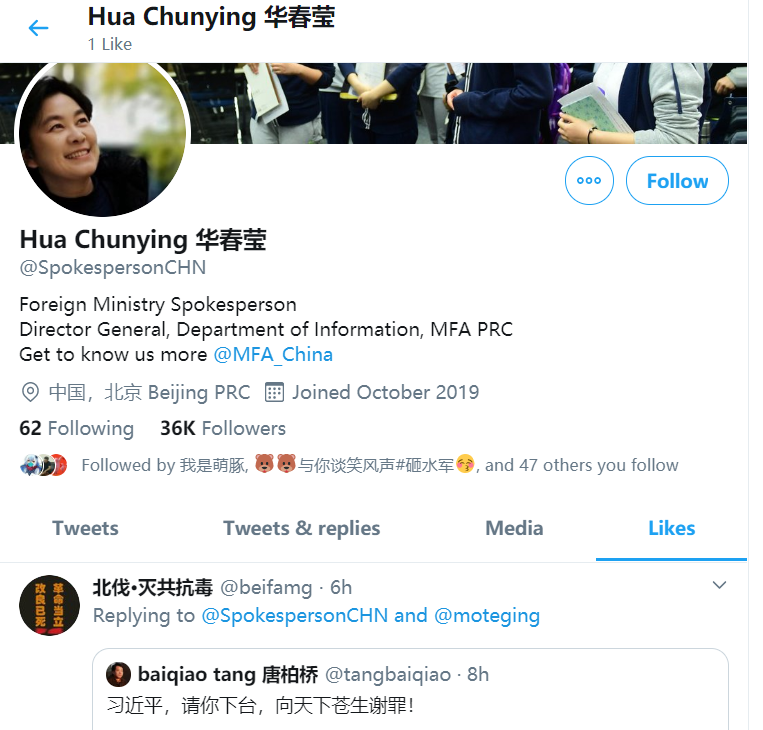 Hua Chunying 华春莹
1 Like
Follow
Hua Chunying 华春莹
@SpokespersonCHN
Foreign Ministry Spokesperson
Director General, Department of Information, MFA PRC
Get to know us more @MFA_China
中国，北京 Beijing PRC Joined October 2019
62 Following 36K Followers
Followed by 我是萌豚, 🐻🐻与你谈笑风声#砸水军😚, and 47 others you follow
Tweets Tweets & replies Media Likes
北伐•灭共抗毒 @beifamg · 6h
Replying to @SpokespersonCHN and @moteging
改良已死 革命当立
baiqiao tang 唐柏桥 @tangbaiqiao · 8h
习近平，请你下台，向天下苍生谢罪！